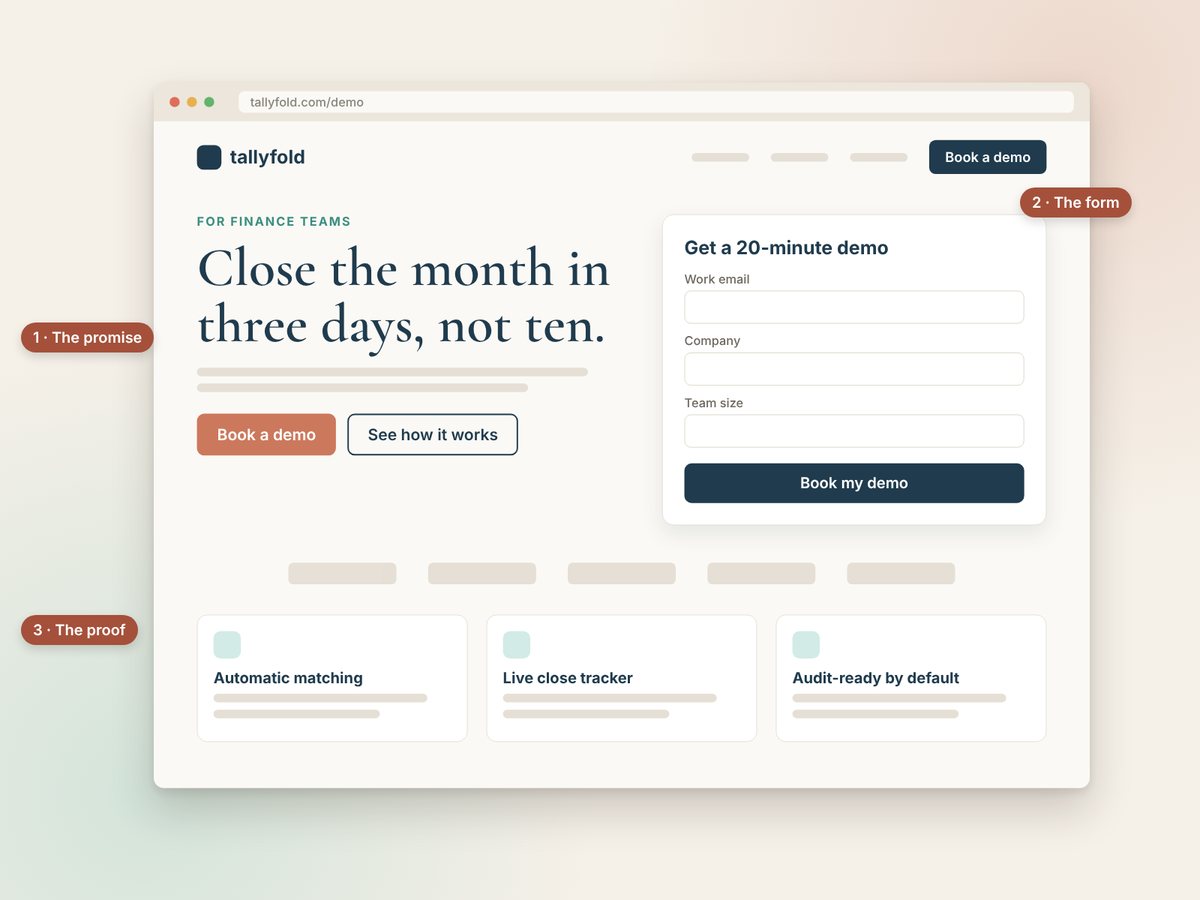 tallyfold.com/demo
tallyfold
Book a demo
2 · The form
FOR FINANCE TEAMS
Close the month in
three days, not ten.
1 · The promise
Book a demo
See how it works
Get a 20-minute demo
Work email
Company
Team size
Book my demo
3 · The proof
Automatic matching
Live close tracker
Audit-ready by default